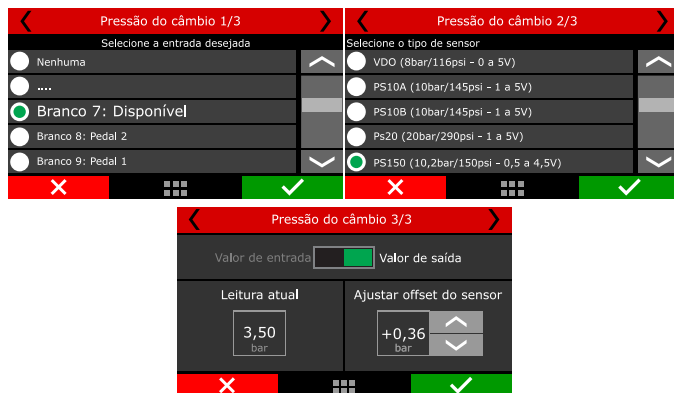 Pressão do câmbio 1/3
Selecione a entrada desejada
Nenhuma
....
Branco 7: Disponível
Branco 8: Pedal 2
Branco 9: Pedal 1
Pressão do câmbio 2/3
Selecione o tipo de sensor
VDO (8bar/116psi - 0 a 5V)
PS10A (10bar/145psi - 1 a 5V)
PS10B (10bar/145psi - 1 a 5V)
Ps20 (20bar/290psi - 1 a 5V)
PS150 (10,2bar/150psi - 0,5 a 4,5V)
Pressão do câmbio 3/3
Valor de entrada Valor de saída
Leitura atual
3,50
bar
Ajustar offset do sensor
+0,36
bar